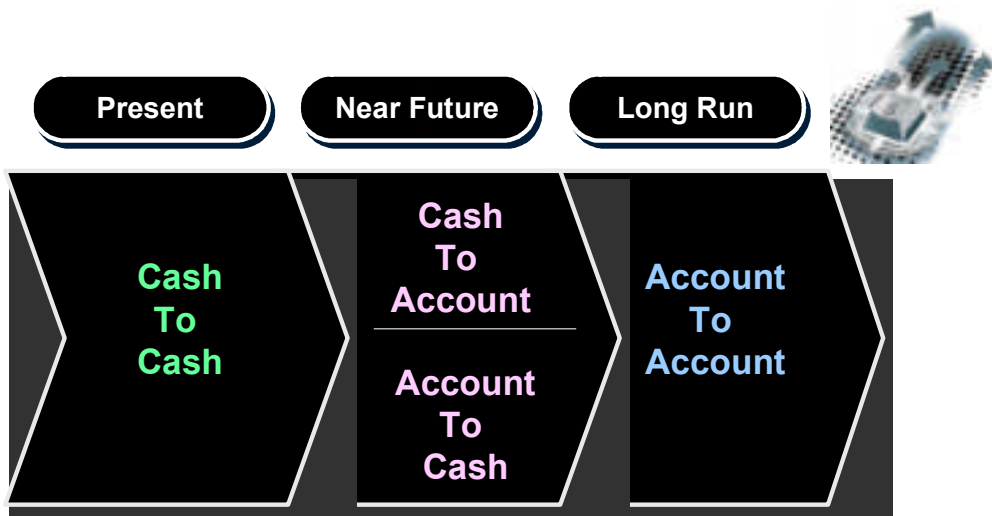 Present
Near Future
Long Run
Cash
To
Cash
Cash
To
Account
Account
To
Cash
Account
To
Account